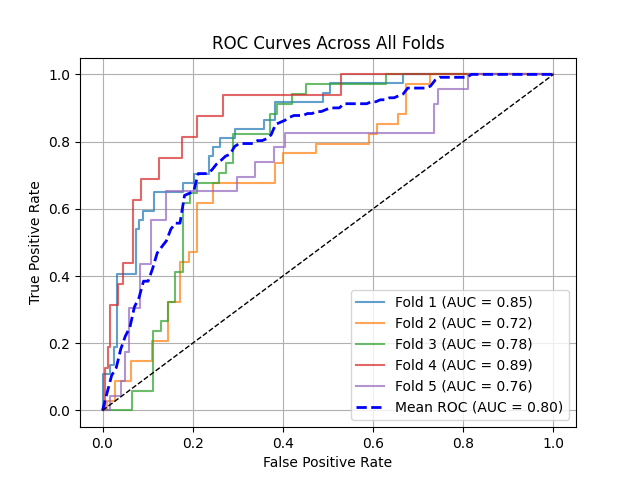 ROC Curves Across All Folds
True Positive Rate
1.0
0.8
0.6
0.4
0.2
0.0
Fold 1 (AUC = 0.85)
Fold 2 (AUC = 0.72)
Fold 3 (AUC = 0.78)
Fold 4 (AUC = 0.89)
Fold 5 (AUC = 0.76)
Mean ROC (AUC = 0.80)
0.0 0.2 0.4 0.6 0.8 1.0
False Positive Rate